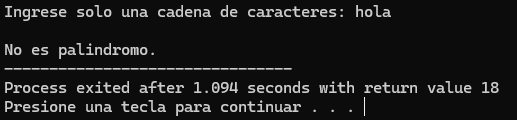 Ingrese solo una cadena de caracteres: hola
No es palindromo.
--------------------------------
Process exited after 1.094 seconds with return value 18
Presione una tecla para continuar . . .